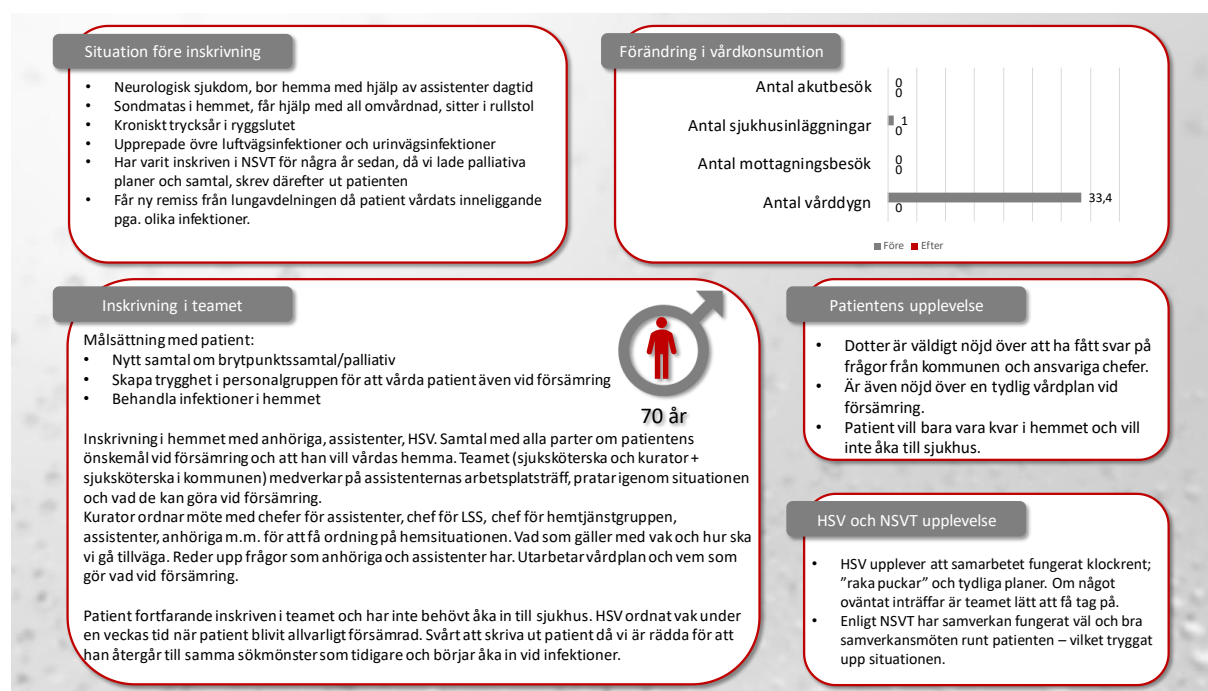 Situation före inskrivning
• Neurologisk sjukdom, bor hemma med hjälp av assistenter dagtid
• Sondmatas i hemmet, får hjälp med all omvårdnad, sitter i rullstol
• Kroniskt trycksår i ryggslutet
• Upprepade övre luftvägsinfektioner och urinvägsinfektioner
• Har varit inskriven i NSVT för några år sedan, då vi lade palliativa
planer och samtal, skrev därefter ut patienten
• Får ny remiss från lungavdelningen då patient vårdats inneliggande
pga. olika infektioner.
Förändring i vårdkonsumtion
Antal akutbesök 0
0
Antal sjukhusinläggningar 1
0
Antal mottagningsbesök 0
0
Antal vårddygn 33,4
0
Före Efter
Inskrivning i teamet
70 år
Målsättning med patient:
• Nytt samtal om brytpunktssamtal/palliativ
• Skapa trygghet i personalgruppen för att vårda patient även vid försämring
• Behandla infektioner i hemmet
Inskrivning i hemmet med anhöriga, assistenter, HSV. Samtal med alla parter om patientens
önskemål vid försämring och att han vill vårdas hemma. Teamet (sjuksköterska och kurator +
sjuksköterska i kommunen) medverkar på assistenternas arbetsplatsträff, pratar igenom situationen
och vad de kan göra vid försämring.
Kurator ordnar möte med chefer för assistenter, chef för LSS, chef för hemtjänstgruppen,
assistenter, anhöriga m.m. för att få ordning på hemsituationen. Vad som gäller med vak och hur ska
vi gå tillväga. Reder upp frågor som anhöriga och assistenter har. Utarbetar vårdplan och vem som
gör vad vid försämring.
Patient fortfarande inskriven i teamet och har inte behövt åka in till sjukhus. HSV ordnat vak under
en veckas tid när patient blivit allvarligt försämrad. Svårt att skriva ut patient då vi är rädda för att
han återgår till samma sökmönster som tidigare och börjar åka in vid infektioner.
Patientens upplevelse
• Dotter är väldigt nöjd över att ha fått svar på
frågor från kommunen och ansvariga chefer.
• Är även nöjd över en tydlig vårdplan vid
försämring.
• Patient vill bara vara kvar i hemmet och vill
inte åka till sjukhus.
HSV och NSVT upplevelse
• HSV upplever att samarbetet fungerat klockrent;
”raka puckar” och tydliga planer. Om något
oväntat inträffar är teamet lätt att få tag på.
• Enligt NSVT har samverkan fungerat väl och bra
samverkansmöten runt patienten – vilket tryggat
upp situationen.